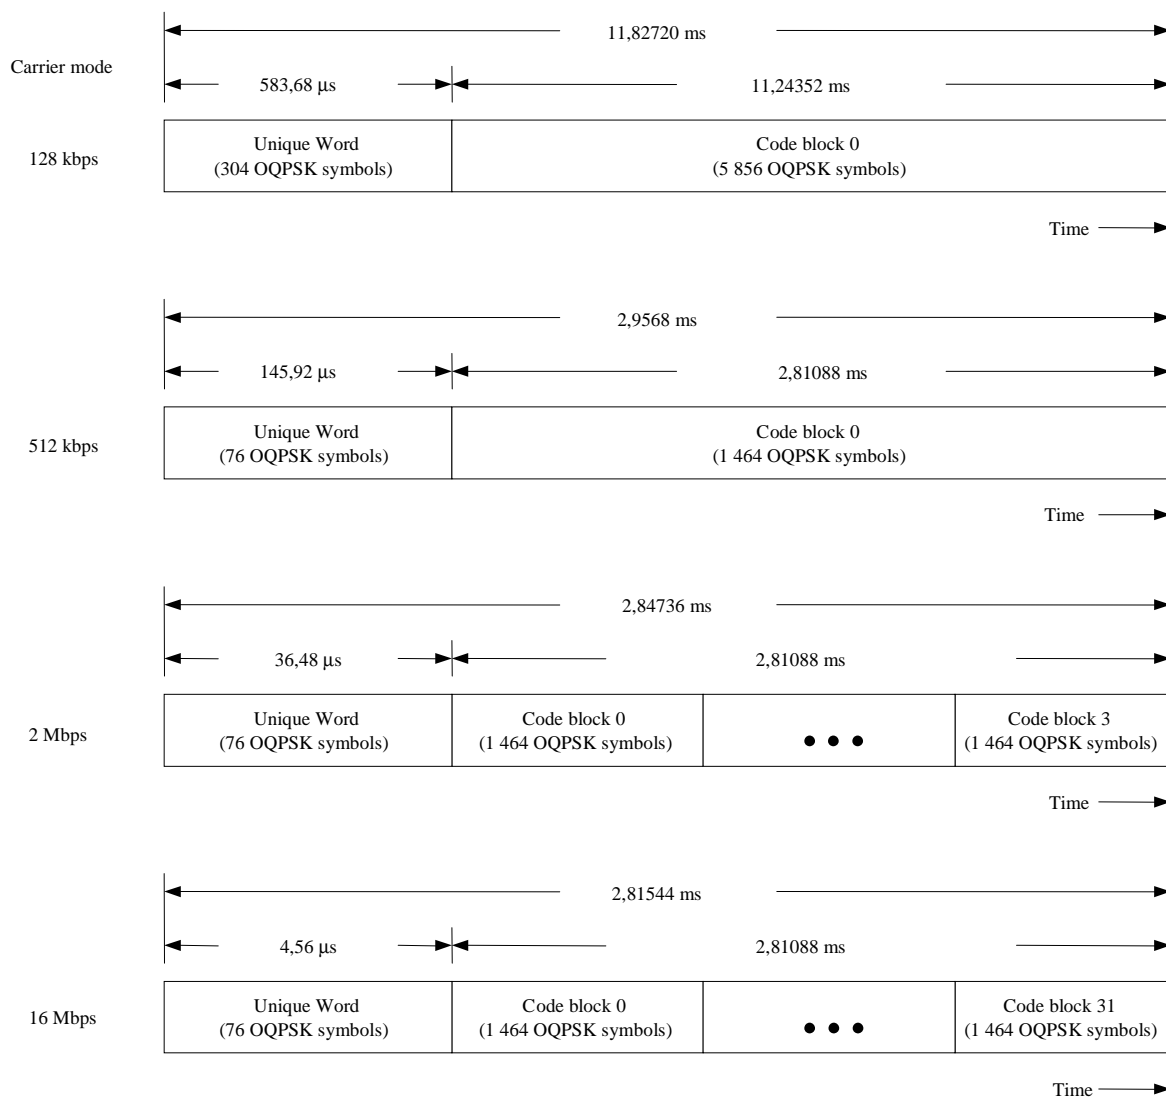 11,82720 ms
Carrier mode
583,68 μs
11,24352 ms
128 kbps
Unique Word
(304 OQPSK symbols)
Code block 0
(5 856 OQPSK symbols)
Time
2,9568 ms
145,92 μs
2,81088 ms
512 kbps
Unique Word
(76 OQPSK symbols)
Code block 0
(1 464 OQPSK symbols)
Time
2,84736 ms
36,48 μs
2,81088 ms
2 Mbps
Unique Word
(76 OQPSK symbols)
Code block 0
(1 464 OQPSK symbols)
Code block 3
(1 464 OQPSK symbols)
Time
2,81544 ms
4,56 μs
2,81088 ms
16 Mbps
Unique Word
(76 OQPSK symbols)
Code block 0
(1 464 OQPSK symbols)
Code block 31
(1 464 OQPSK symbols)
Time